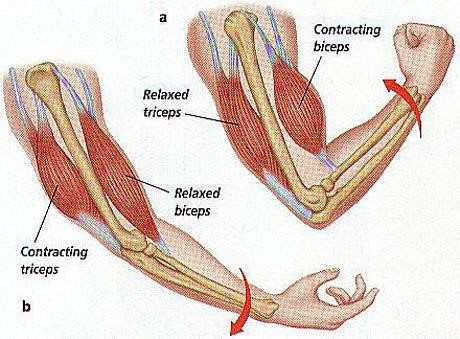 a
Contracting
biceps
Relaxed
triceps
Relaxed
biceps
Contracting
triceps
b